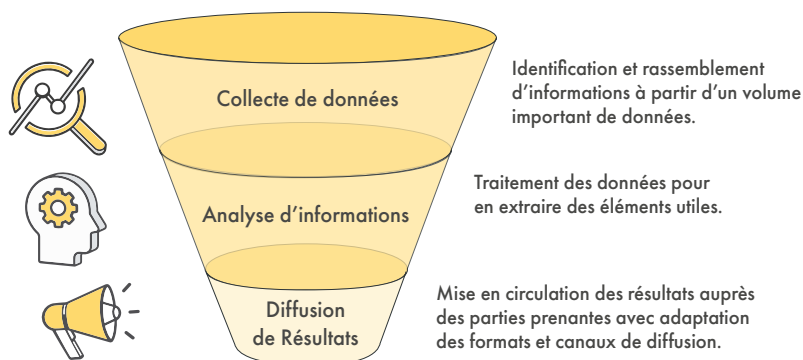 Collecte de données
Identification et rassemblement
d’informations à partir d’un volume
important de données.
Analyse d’informations
Traitement des données pour
en extraire des éléments utiles.
Diffusion
de Résultats
Mise en circulation des résultats auprès
des parties prenantes avec adaptation
des formats et canaux de diffusion.